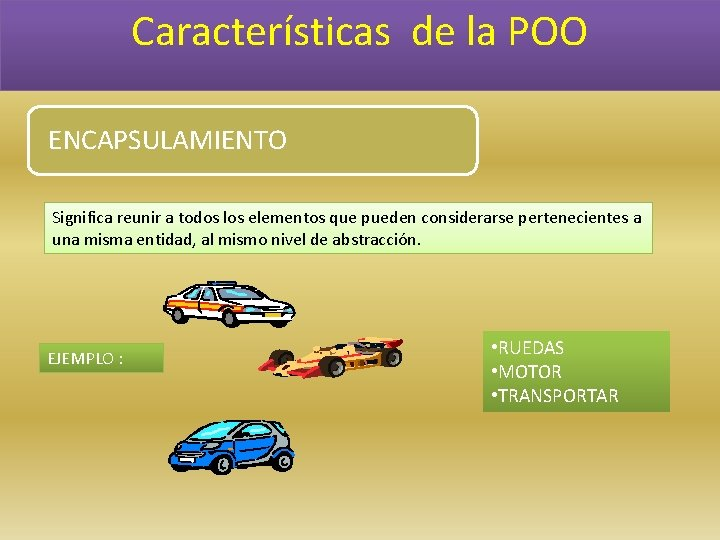 Características de la POO
ENCAPSULAMIENTO
Significa reunir a todos los elementos que pueden considerarse pertenecientes a
una misma entidad, al mismo nivel de abstracción.
EJEMPLO :
•RUEDAS
•MOTOR
•TRANSPORTAR